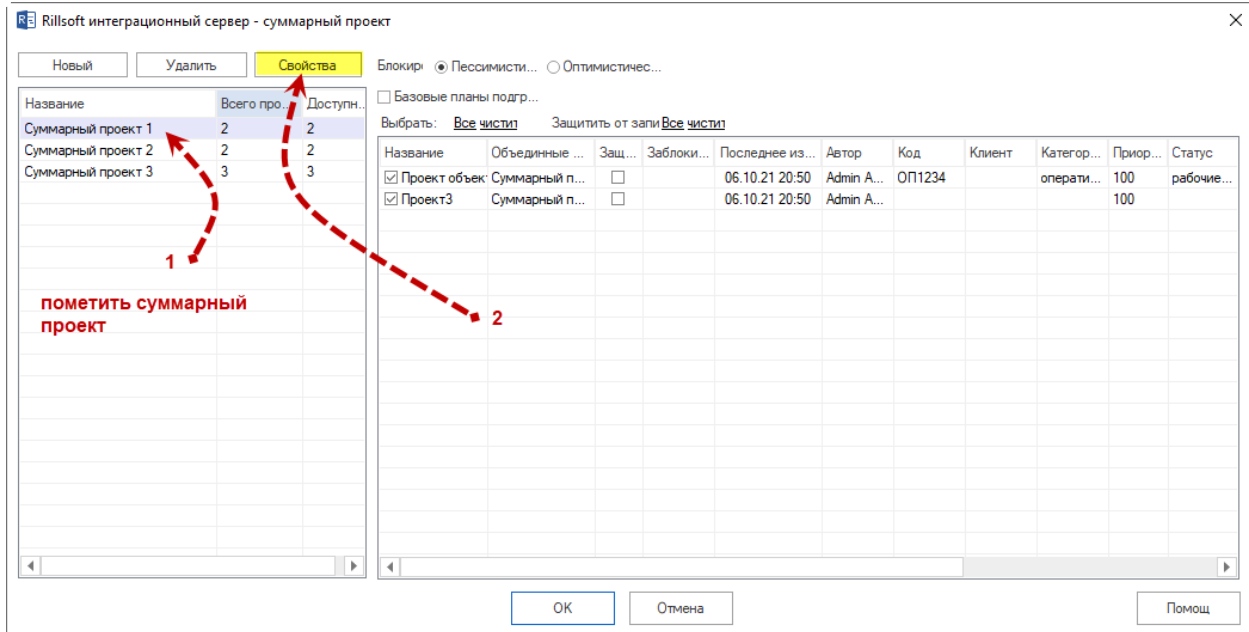 Rillsoft интеграционный сервер - суммарный проект
Новый Удалить Свойства Блокиро Пессимисти... Оптимистичес...
Базовые планы подгр...
Выбрать: Все чистит Защитить от запи Все чистит
Название Всего про... Доступн...
Суммарный проект 1 2 2
Суммарный проект 2 2 2
Суммарный проект 3 3 3
Название Объединные ... Защ... Заблоки... Последнее из... Автор Код Клиент Категор... Приор... Статус
Проект объек Суммарный п... 06.10.21 20:50 Admin A... ОП1234 операти... 100 рабочие...
Проект3 Суммарный п... 06.10.21 20:50 Admin A... 100
1
пометить суммарный
проект
2
OK Отмена Помощ